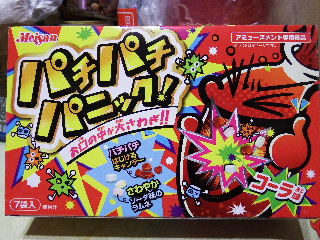 Meisan
アミューズメント専用景品
パチパチ
パニック!
お口の中が大さわぎ!!
パチパチ
はじける
キャンディー
さわやか
ソーダ味の
ラムネ
コーラ味
7袋入